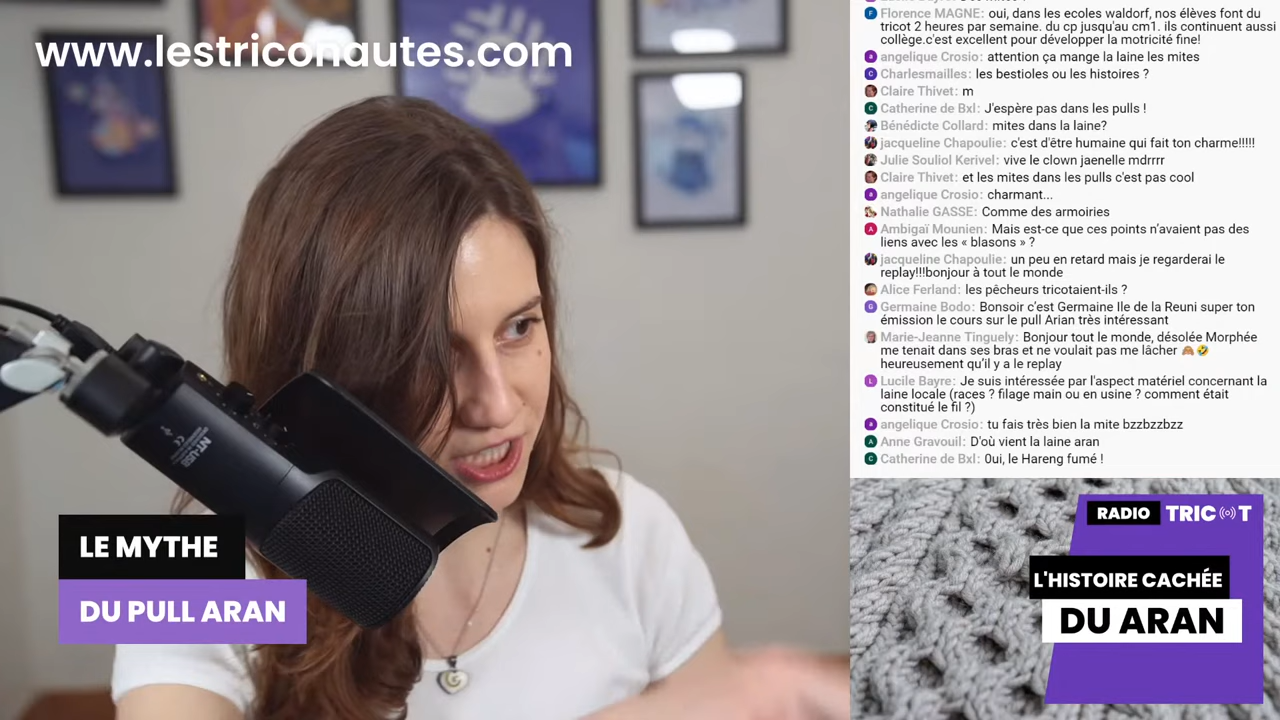 www.lestriconautes.com
LE MYTHE
DU PULL ARAN
NT-USB
Florence MAGNE: oui, dans les ecoles waldorf, nos élèves font du
tricot 2 heures par semaine. du cp jusqu'au cm1. ils continuent aussi
collège.c'est excellent pour développer la motricité fine!
angelique Crosio: attention ça mange la laine les mites
Charlesmailles: les bestioles ou les histoires ?
Claire Thivet: m
Catherine de Bxl: J'espère pas dans les pulls !
Bénédicte Collard: mites dans la laine?
jacqueline Chapoulie: c'est d'être humaine qui fait ton charme!!!!!
Julie Souliol Kerivel: vive le clown jaenelle mdrrrr
Claire Thivet: et les mites dans les pulls c'est pas cool
angelique Crosio: charmant...
Nathalie GASSE: Comme des armoiries
Ambigaï Mounien: Mais est-ce que ces points n'avaient pas des
liens avec les « blasons » ?
jacqueline Chapoulie: un peu en retard mais je regarderai le
replay!!!bonjour à tout le monde
Alice Ferland: les pêcheurs tricotaient-ils ?
Germaine Bodo: Bonsoir c'est Germaine Ile de la Reuni super ton
émission le cours sur le pull Arian très intéressant
Marie-Jeanne Tinguely: Bonjour tout le monde, désolée Morphée
me tenait dans ses bras et ne voulait pas me lâcher 🙈🤣
heureusement qu'il y a le replay
Lucile Bayre: Je suis intéressée par l'aspect matériel concernant la
laine locale (races ? filage main ou en usine ? comment était
constitué le fil ?)
angelique Crosio: tu fais très bien la mite bzzbzzbzz
Anne Gravouil: D'où vient la laine aran
Catherine de Bxl: 0ui, le Hareng fumé !
RADIO TRICOT
L'HISTOIRE CACHÉE
DU ARAN